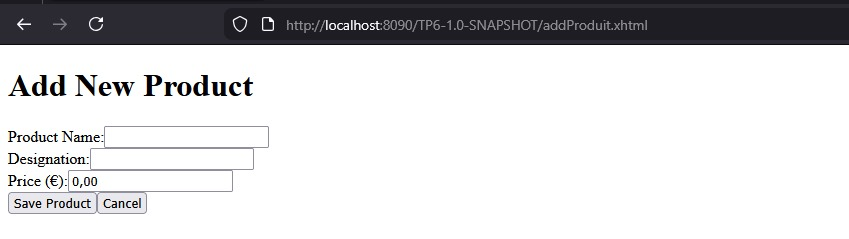 http://localhost:8090/TP6-1.0-SNAPSHOT/addProduit.xhtml
Add New Product
Product Name:
Designation:
Price (€): 0,00
Save Product Cancel